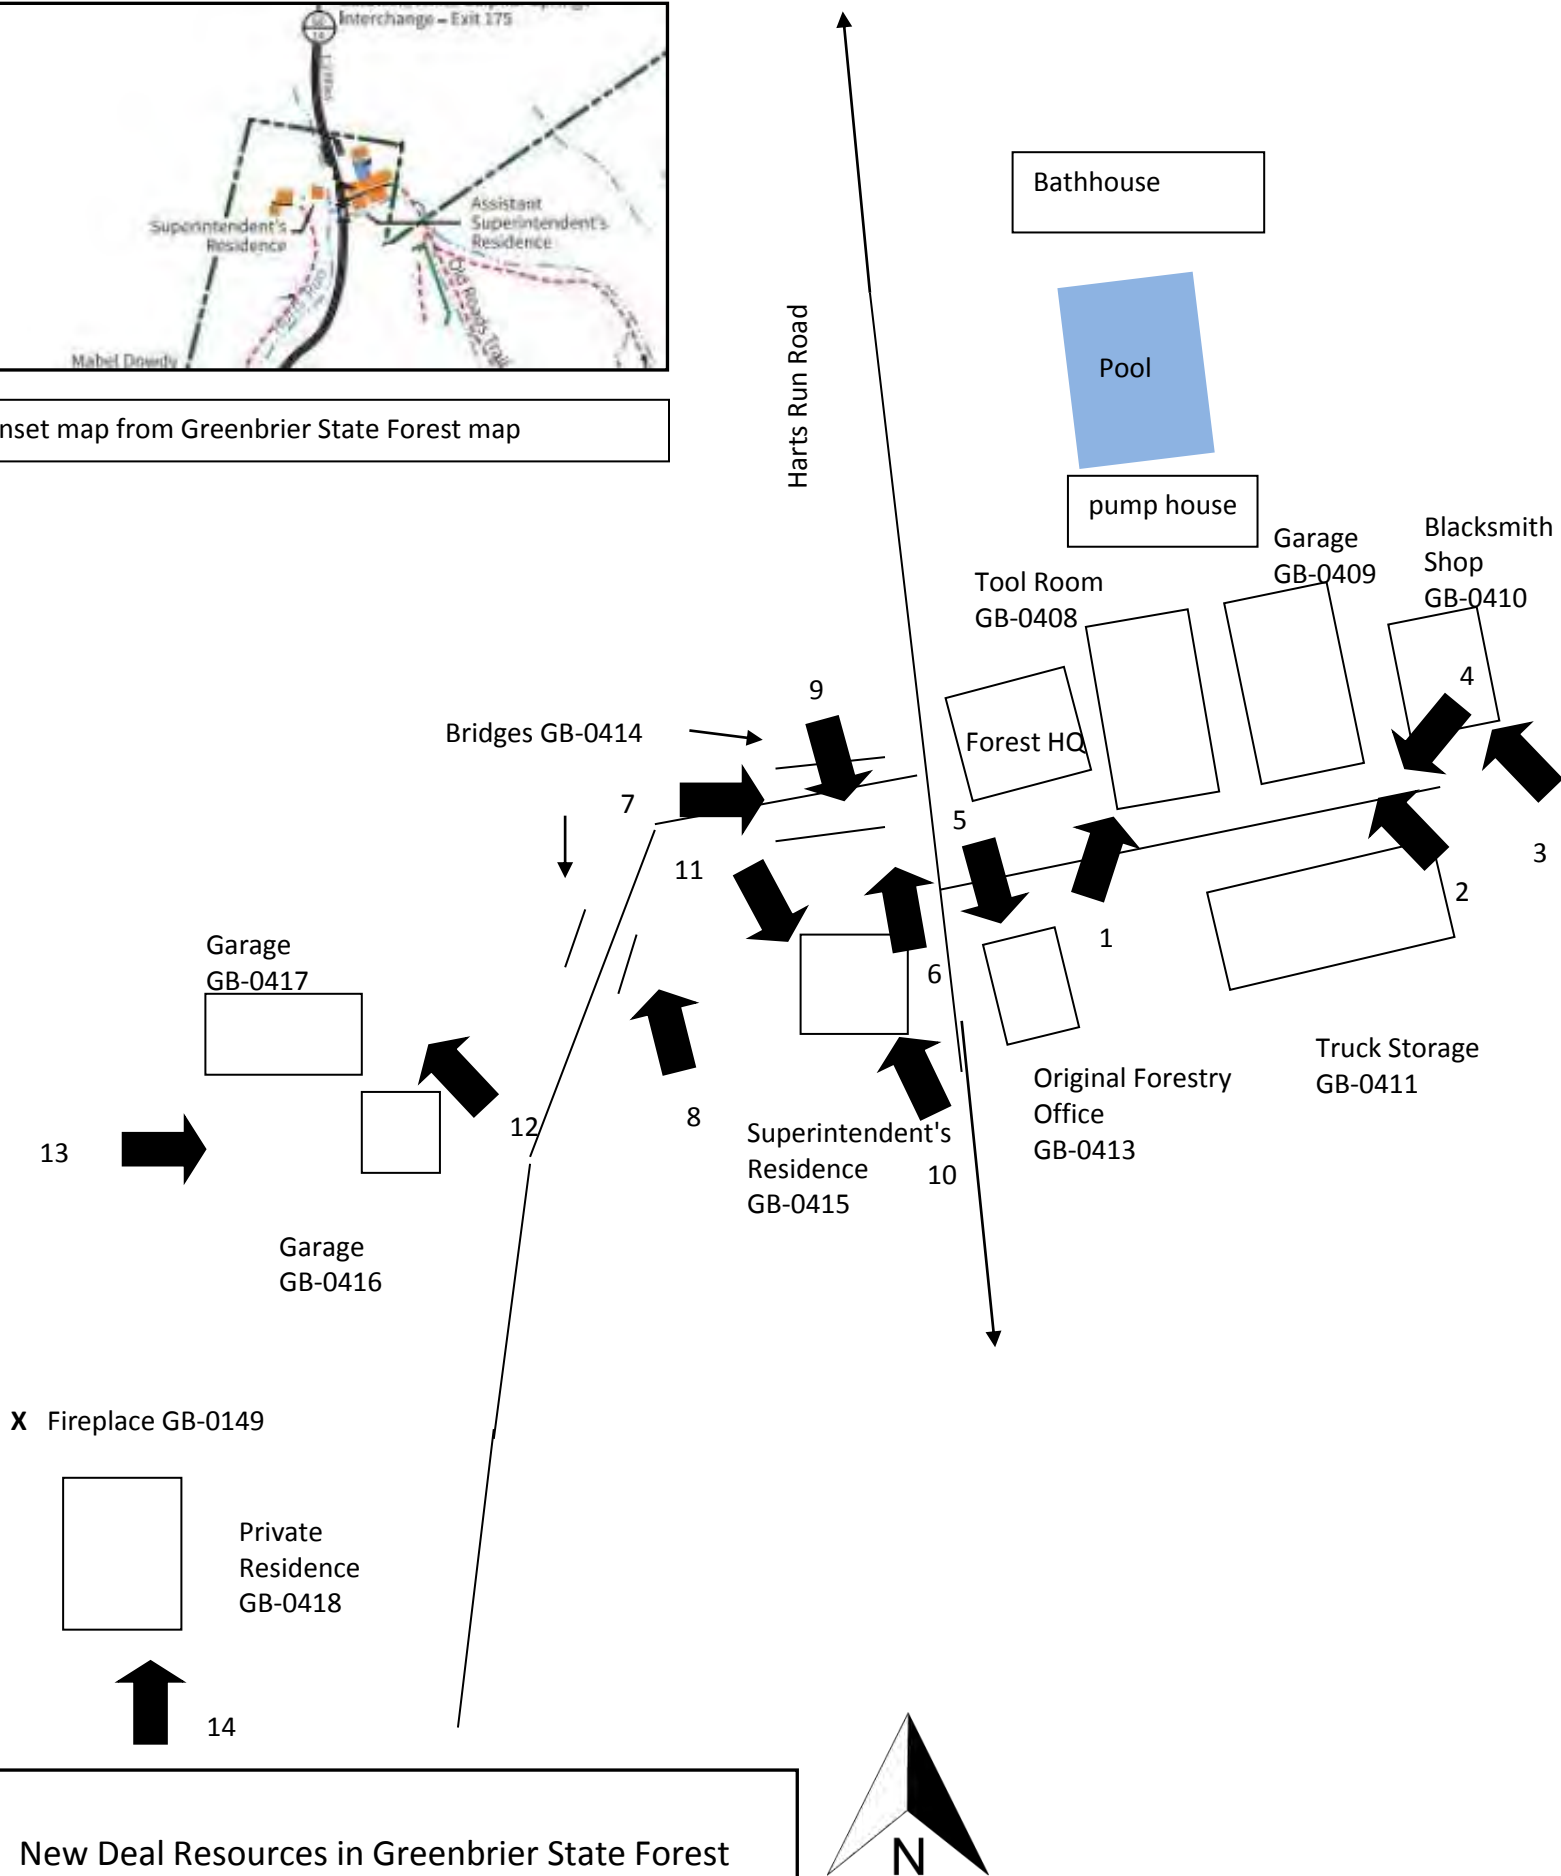 Interchange – Exit 175
Superintendent's
Residence
Assistant
Superintendent's
Residence
Old Roads Trail
Mabel Dowdy
nset map from Greenbrier State Forest map
Harts Run Road
Bathhouse
Pool
pump house
Garage
GB-0409
Blacksmith
Shop
GB-0410
Tool Room
GB-0408
Forest HQ
Bridges GB-0414
9
4
7
5
11
3
2
1
6
Garage
GB-0417
Truck Storage
GB-0411
Original Forestry
Office
GB-0413
8
12
13
Superintendent's
Residence
GB-0415
10
Garage
GB-0416
X Fireplace GB-0149
Private
Residence
GB-0418
14
New Deal Resources in Greenbrier State Forest
N